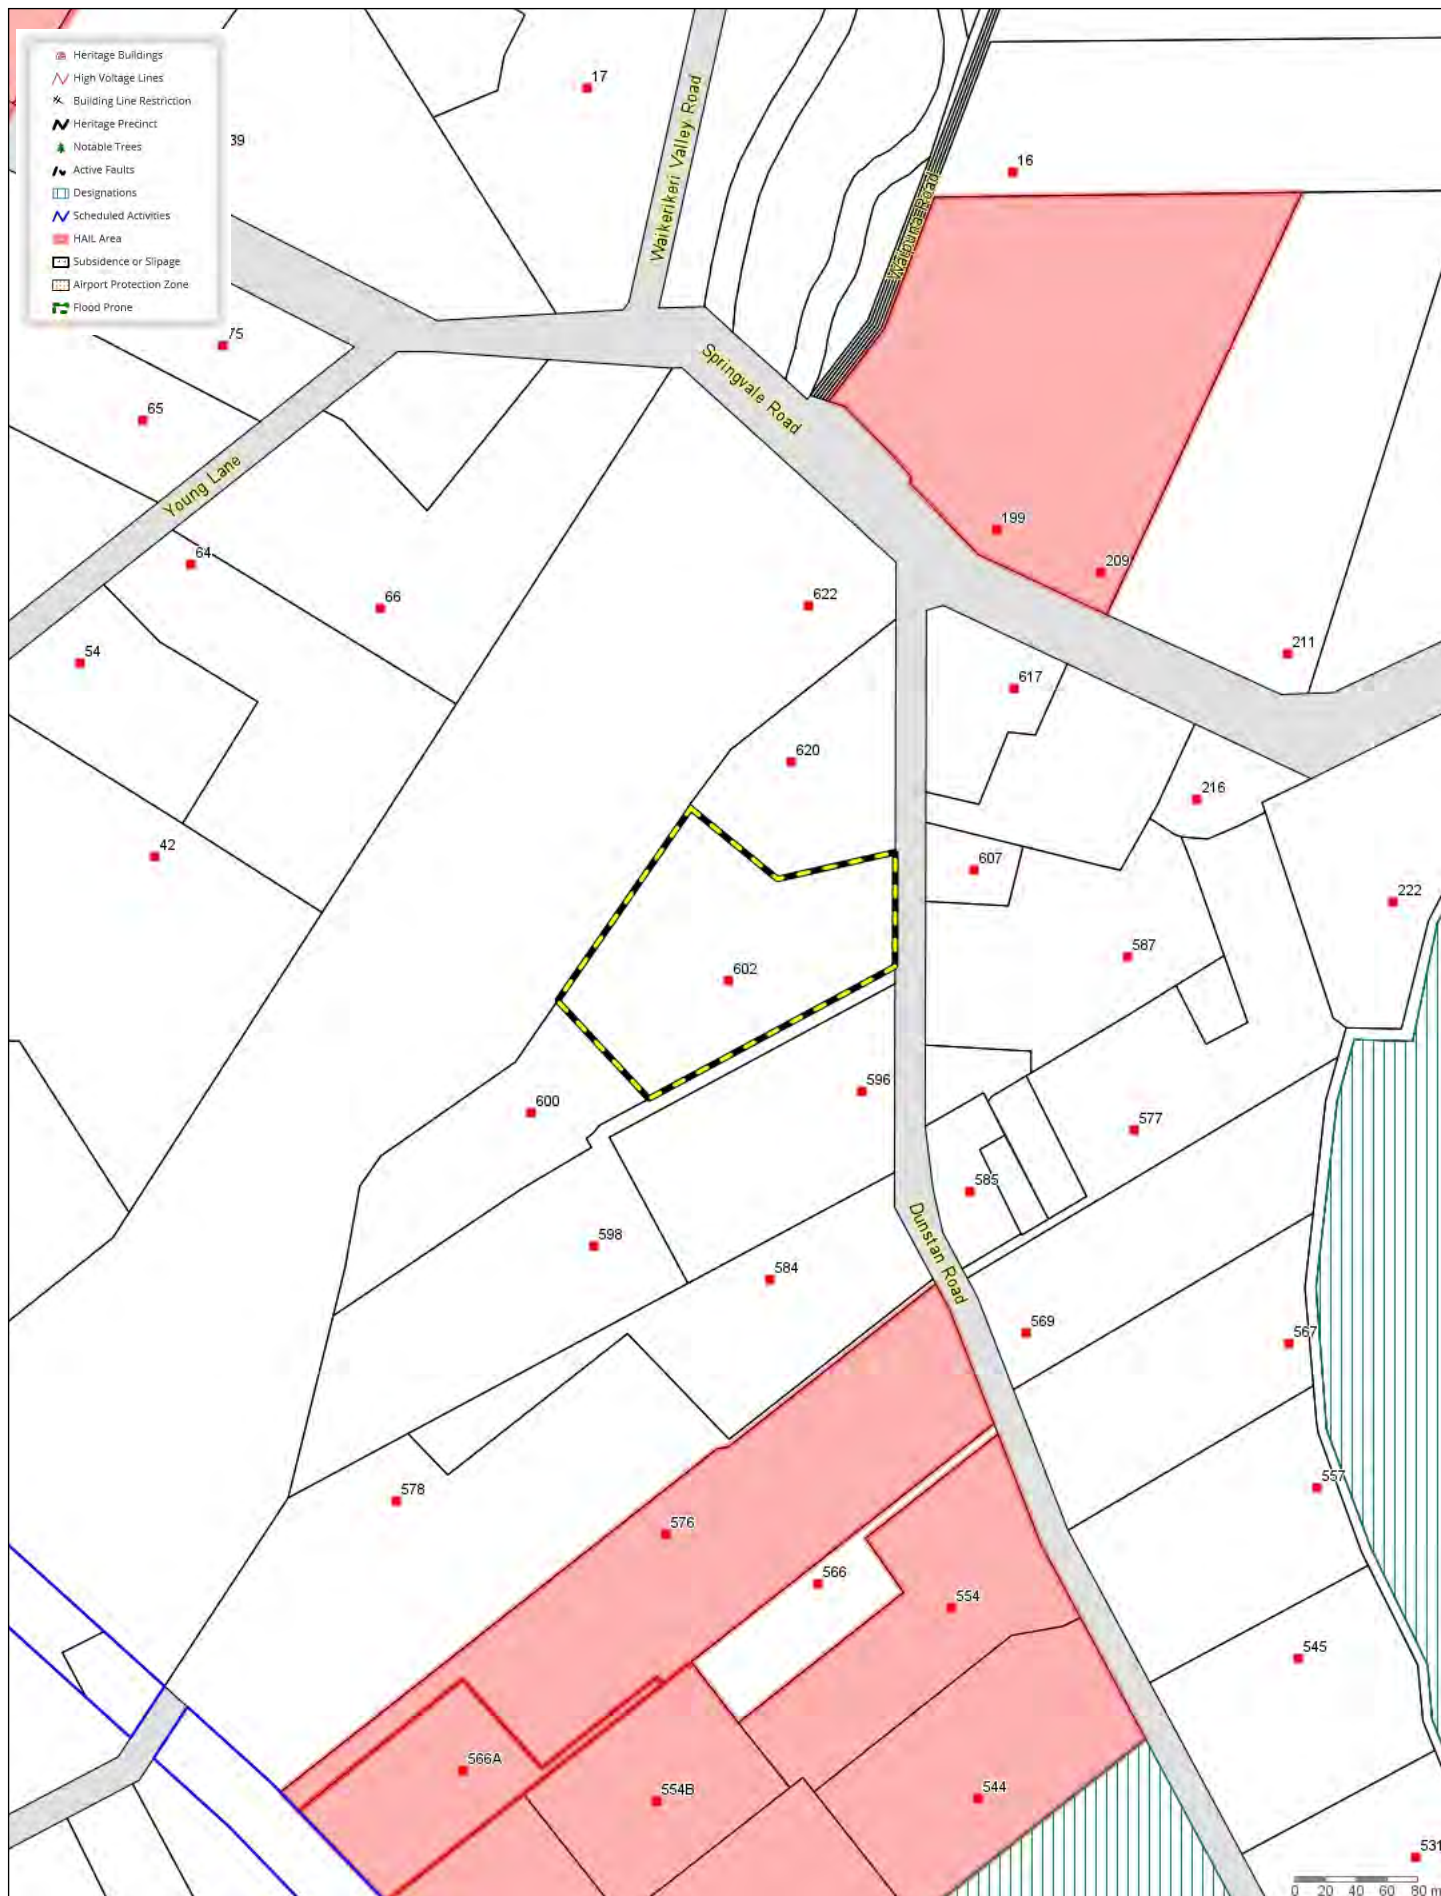 Heritage Buildings
High Voltage Lines
Building Line Restriction
Heritage Precinct
Notable Trees
Active Faults
Designations
Scheduled Activities
HAIL Area
Subsidence or Slipage
Airport Protection Zone
Flood Prone
17
39
Waikerikeri Valley Road
Waipuna Road
16
75
65
Springvale Road
Young Lane
199
209
64
66
622
54
211
617
620
216
42
607
222
602
587
600
596
577
585
598
584
Dunstan Road
569
567
578
557
576
566
554
545
566A
554B
544
531
0 20 40 60 80 m